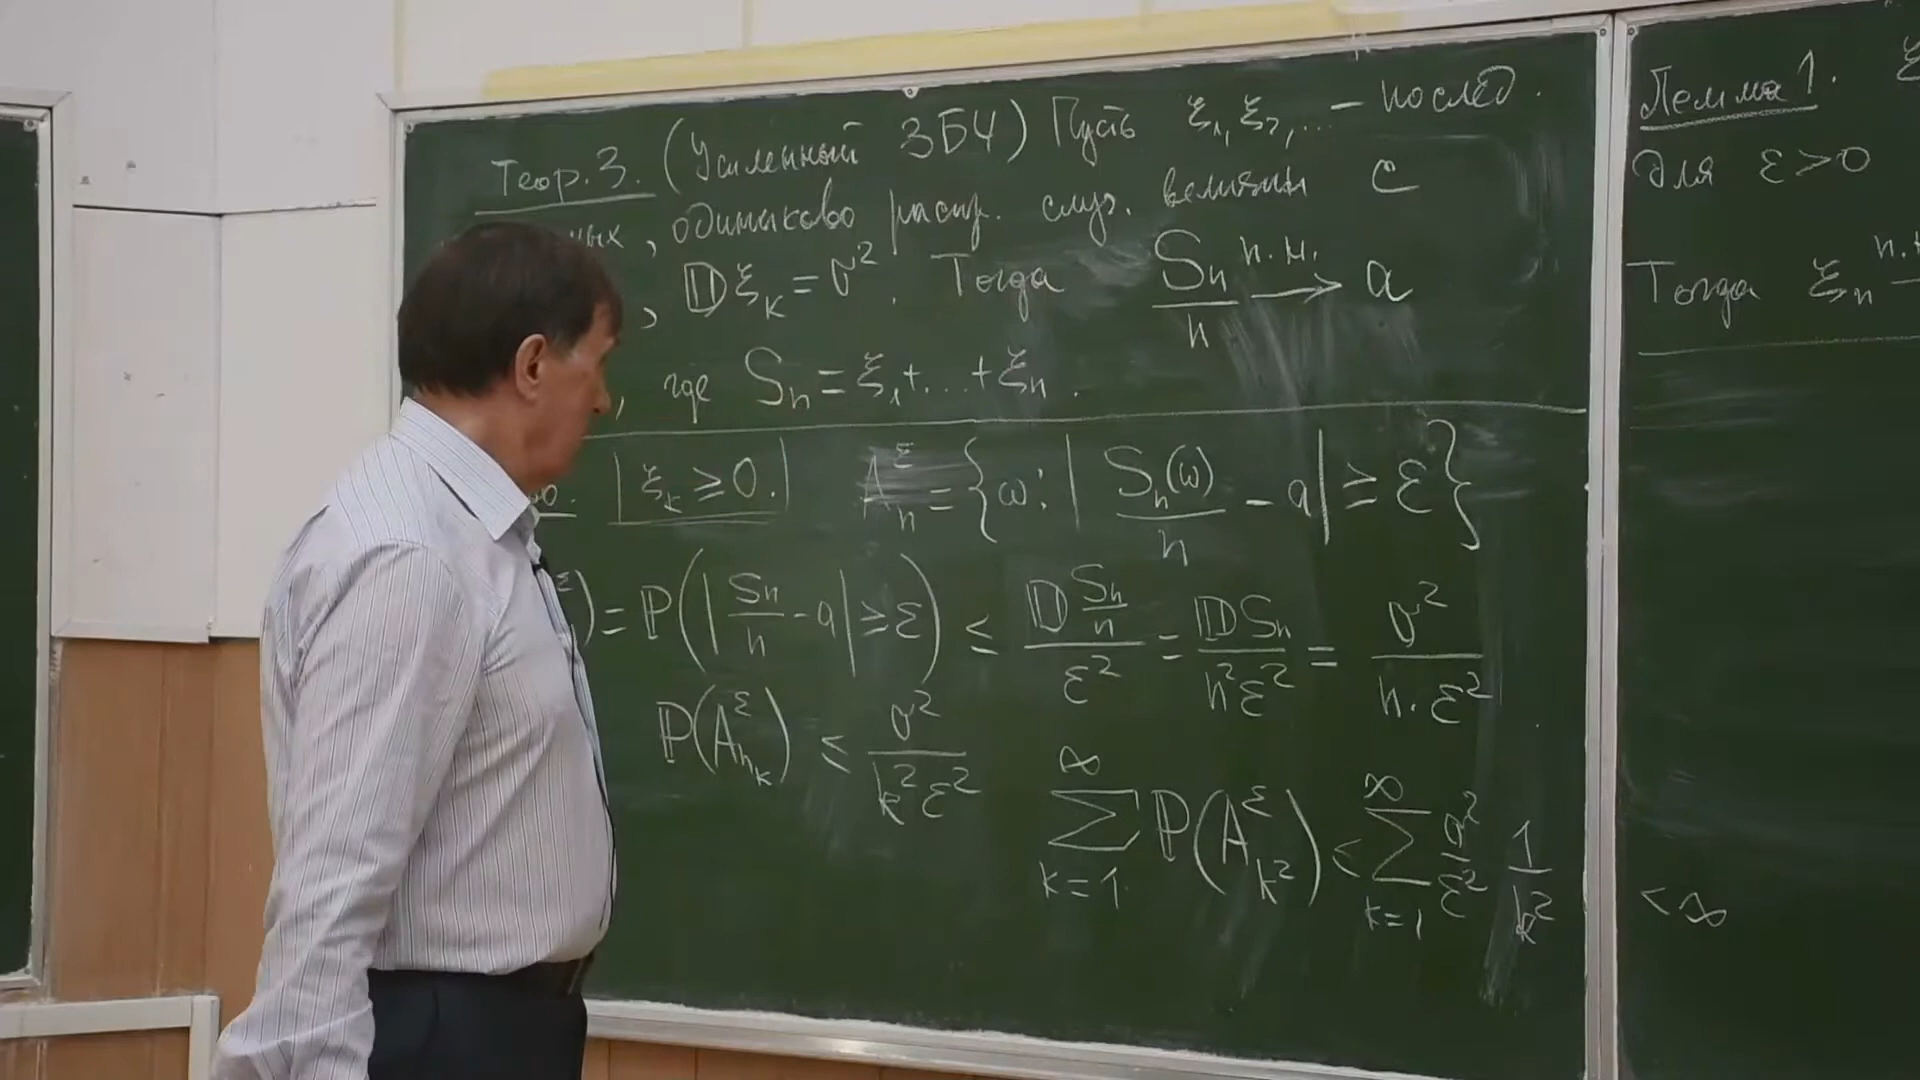 Теор. 3. (Усиленный ЗБЧ) Пусть ξ₁, ξ₂, ... – послед.
ных, одинаково распр. случ. величин с
, 𝔻ξₖ = σ². Тогда Sₙ/n —п.н.→ a
, где Sₙ = ξ₁ + ... + ξₙ.
во. | ξₖ ≥ 0. | Aₙ^ε = {ω: | Sₙ(ω)/n − a | ≥ ε}
^ε) = ℙ(| Sₙ/n − a | ≥ ε) ≤ 𝔻 Sₙ/n / ε² = 𝔻Sₙ / n²ε² = σ² / n·ε²
ℙ(A^ε_{nₖ}) ≤ σ² / k²ε²
∑_{k=1}^∞ ℙ(A^ε_{k²}) < ∑_{k=1}^∞ σ²/ε² 1/k² < ∞
Лемма 1. ξ
Для ε > 0
Тогда ξₙ п.н